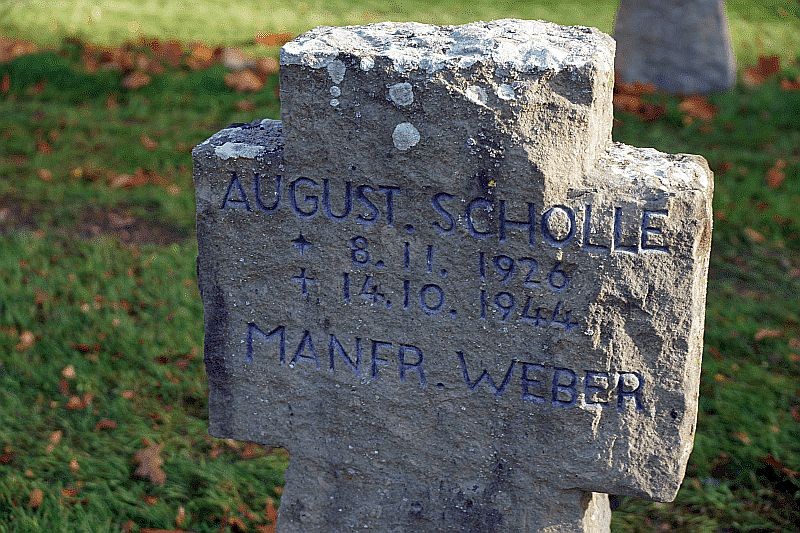 AUGUST. SCHOLLE
✦ 8. 11. 1926
✝ 14. 10. 1944
MANFR. WEBER